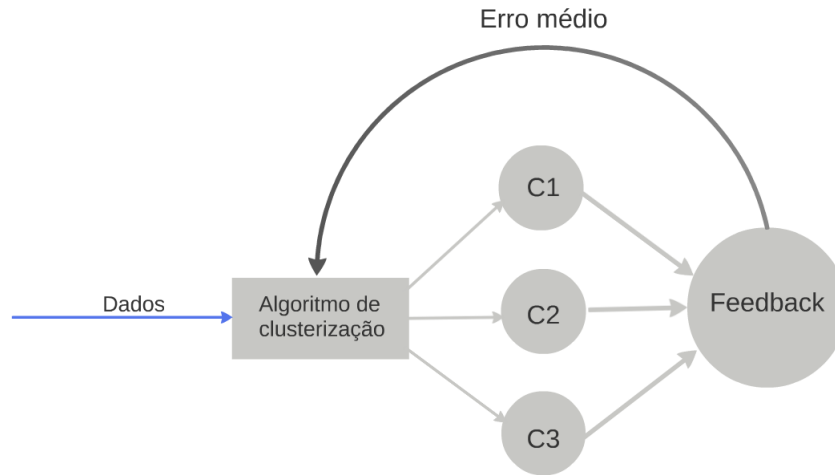 Erro médio
C1
Dados
Algoritmo de
clusterização
C2
Feedback
C3